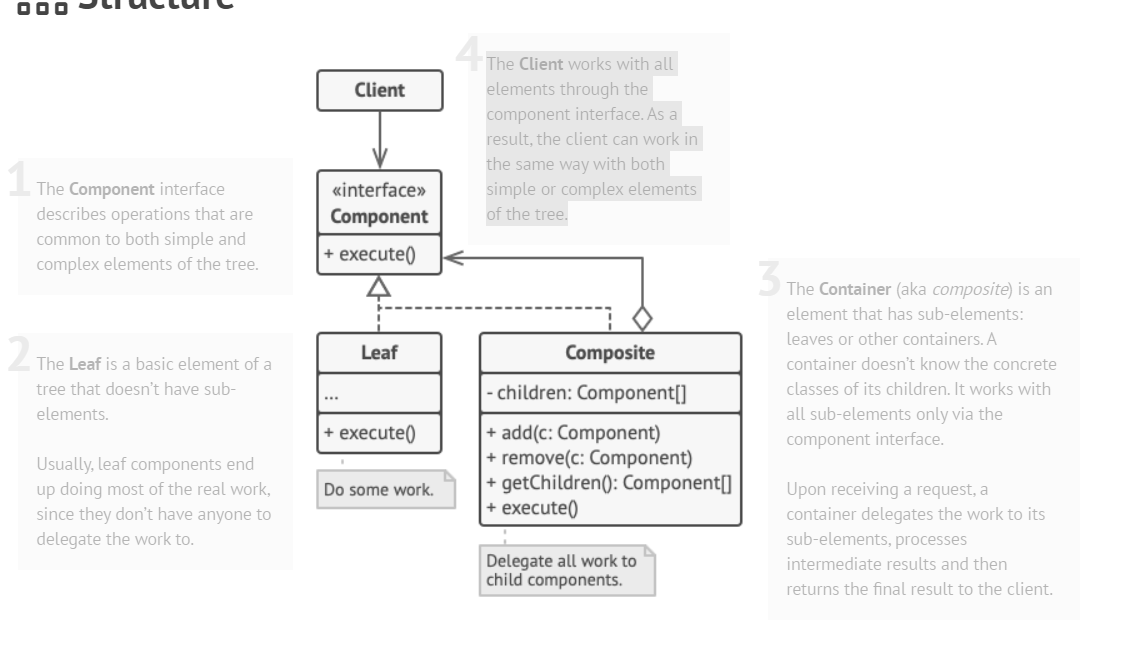 Structure
4
The Client works with all
elements through the
component interface. As a
result, the client can work in
the same way with both
simple or complex elements
of the tree.
Client
1
The Component interface
describes operations that are
common to both simple and
complex elements of the tree.
«interface»
Component
+ execute()
2
The Leaf is a basic element of a
tree that doesn’t have sub-
elements.
Usually, leaf components end
up doing most of the real work,
since they don’t have anyone to
delegate the work to.
Leaf
...
+ execute()
Do some work.
Composite
- children: Component[]
+ add(c: Component)
+ remove(c: Component)
+ getChildren(): Component[]
+ execute()
Delegate all work to
child components.
3
The Container (aka composite) is an
element that has sub-elements:
leaves or other containers. A
container doesn’t know the concrete
classes of its children. It works with
all sub-elements only via the
component interface.
Upon receiving a request, a
container delegates the work to its
sub-elements, processes
intermediate results and then
returns the final result to the client.